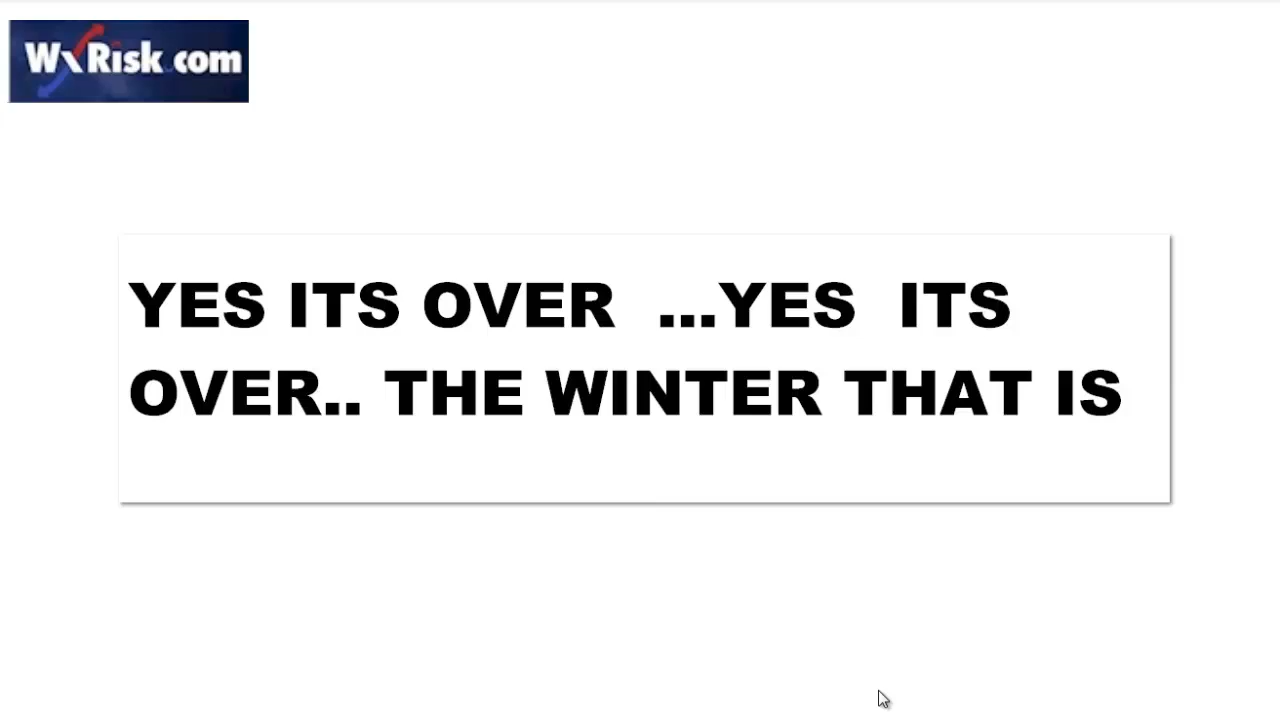 WxRisk.com
YES ITS OVER  ...YES  ITS
OVER.. THE WINTER THAT IS